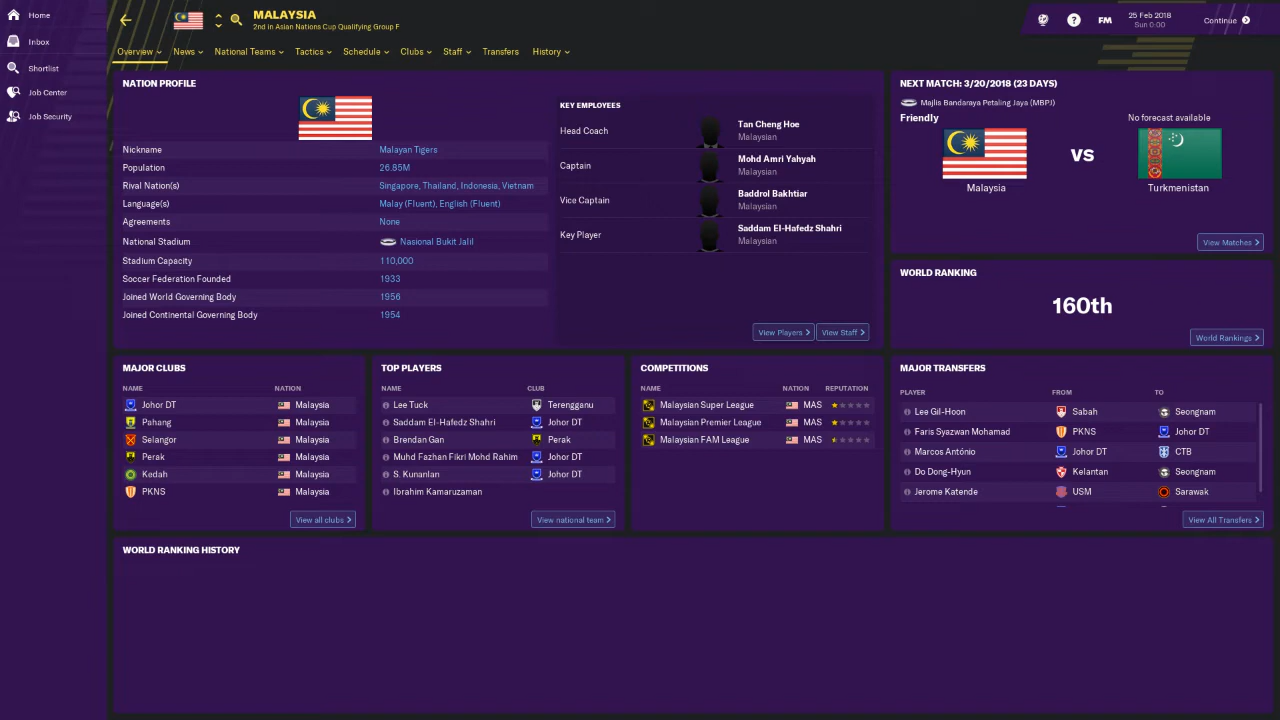 Home
Inbox
Shortlist
Job Center
Job Security
MALAYSIA
2nd in Asian Nations Cup Qualifying Group F
25 Feb 2018
Sun 0:00
FM
Continue
Overview News National Teams Tactics Schedule Clubs Staff Transfers History
NATION PROFILE
Nickname Malayan Tigers
Population 26.85M
Rival Nation(s) Singapore, Thailand, Indonesia, Vietnam
Language(s) Malay (Fluent), English (Fluent)
Agreements None
National Stadium Nasional Bukit Jalil
Stadium Capacity 110,000
Soccer Federation Founded 1933
Joined World Governing Body 1956
Joined Continental Governing Body 1954
KEY EMPLOYEES
Head Coach Tan Cheng Hoe
Malaysian
Captain Mohd Amri Yahyah
Malaysian
Vice Captain Baddrol Bakhtiar
Malaysian
Key Player Saddam El-Hafedz Shahri
Malaysian
View Players View Staff
NEXT MATCH: 3/20/2018 (23 DAYS)
Majlis Bandaraya Petaling Jaya (MBPJ)
Friendly No forecast available
VS
Malaysia Turkmenistan
View Matches
WORLD RANKING
160th
World Rankings
MAJOR CLUBS
NAME NATION
Johor DT Malaysia
Pahang Malaysia
Selangor Malaysia
Perak Malaysia
Kedah Malaysia
PKNS Malaysia
View all clubs
TOP PLAYERS
NAME CLUB
Lee Tuck Terengganu
Saddam El-Hafedz Shahri Johor DT
Brendan Gan Perak
Muhd Fazhan Fikri Mohd Rahim Johor DT
S. Kunanlan Johor DT
Ibrahim Kamaruzaman
View national team
COMPETITIONS
NAME NATION REPUTATION
Malaysian Super League MAS
Malaysian Premier League MAS
Malaysian FAM League MAS
MAJOR TRANSFERS
PLAYER FROM TO
Lee Gil-Hoon Sabah Seongnam
Faris Syazwan Mohamad PKNS Johor DT
Marcos António Johor DT CTB
Do Dong-Hyun Kelantan Seongnam
Jerome Katende USM Sarawak
View All Transfers
WORLD RANKING HISTORY